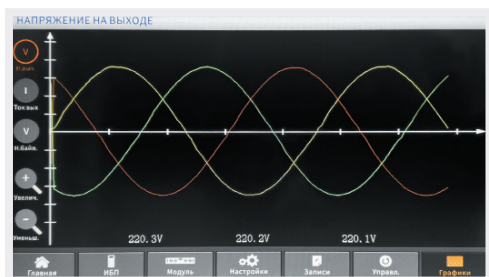 НАПРЯЖЕНИЕ НА ВЫХОДЕ
V
Н.вых.
I
Ток вых
V
Н.байп.
Увелич.
Уменьш.
220.3V 220.2V 220.1V
Главная ИБП Модуль Настройки Записи Управл. Графики